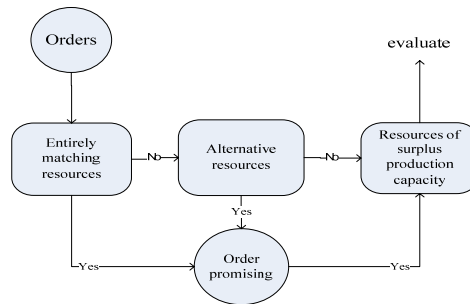 Orders
evaluate
Entirely
matching
resources
No
Alternative
resources
No
Resources of
surplus
production
capacity
Yes
Order
promising
Yes
Yes